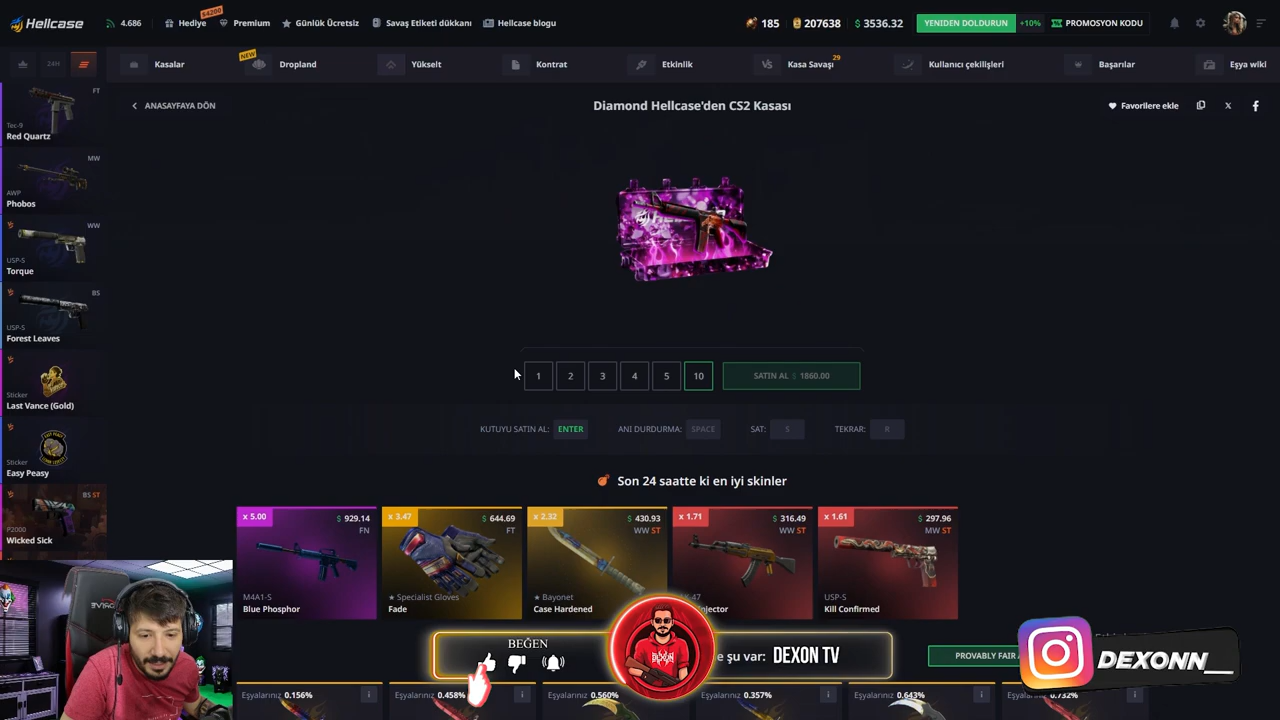 Hellcase
4.686
Hediye
$4200
Premium
Günlük Ücretsiz
Savaş Etiketi dükkanı
Hellcase blogu
185
207638
$ 3536.32
YENİDEN DOLDURUN
+10%
PROMOSYON KODU
24H
Kasalar
NEW
Dropland
Yükselt
Kontrat
Etkinlik
VS
Kasa Savaşı
29
Kullanıcı çekilişleri
Başarılar
Eşya wiki
ANASAYFAYA DÖN
Diamond Hellcase'den CS2 Kasası
Favorilere ekle
FT
Tec-9
Red Quartz
MW
AWP
Phobos
WW
USP-S
Torque
BS
USP-S
Forest Leaves
Sticker
Last Vance (Gold)
Sticker
Easy Peasy
BS ST
P2000
Wicked Sick
1
2
3
4
5
10
SATIN AL $ 1860.00
KUTUYU SATIN AL:
ENTER
ANI DURDURMA:
SPACE
SAT:
S
TEKRAR:
R
Son 24 saatte ki en iyi skinler
x 5.00
$ 929.14
FN
M4A1-S
Blue Phosphor
x 3.47
$ 644.69
FT
★ Specialist Gloves
Fade
x 2.32
$ 430.93
WW ST
★ Bayonet
Case Hardened
x 1.71
$ 316.49
WW ST
x 1.61
$ 297.96
MW ST
USP-S
Kill Confirmed
BEĞEN
şu var: DEXON TV
PROVABLY FAIR
DEXONN__
Eşyalarınız 0.156%
Eşyalarınız 0.458%
Eşyalarınız 0.560%
Eşyalarınız 0.357%
Eşyalarınız 0.643%
Eşyalarınız 0.732%